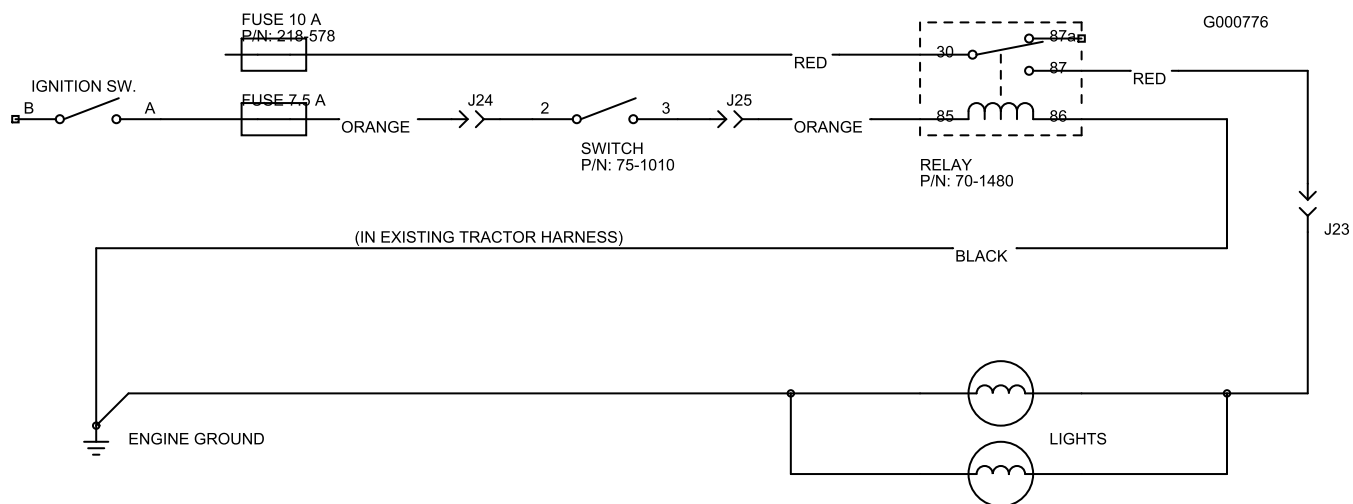 FUSE 10 A
P/N: 218-578
G000776
30
87a
RED
87
RED
IGNITION SW.
B
A
FUSE 7.5 A
ORANGE
J24
2
3
J25
ORANGE
85
86
SWITCH
P/N: 75-1010
RELAY
P/N: 70-1480
J23
(IN EXISTING TRACTOR HARNESS)
BLACK
ENGINE GROUND
LIGHTS